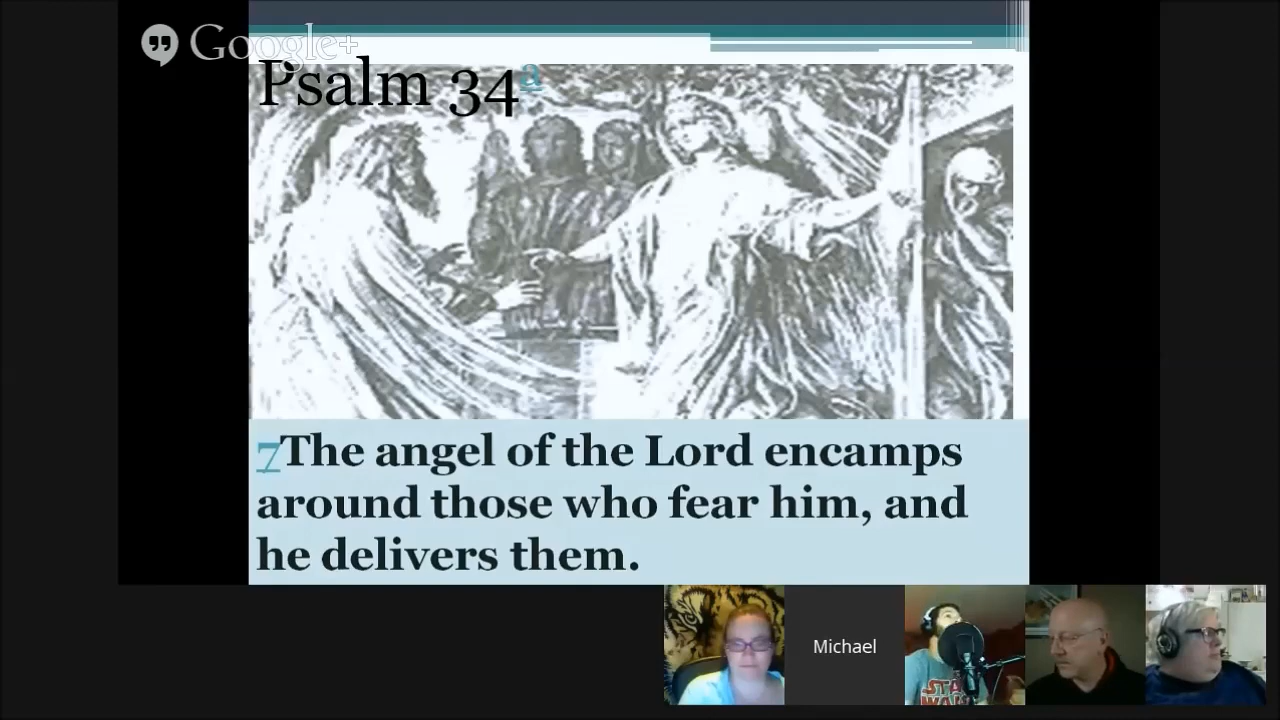 Google+
Psalm 34a
7The angel of the Lord encamps
around those who fear him, and
he delivers them.
Michael
STAR
WARS